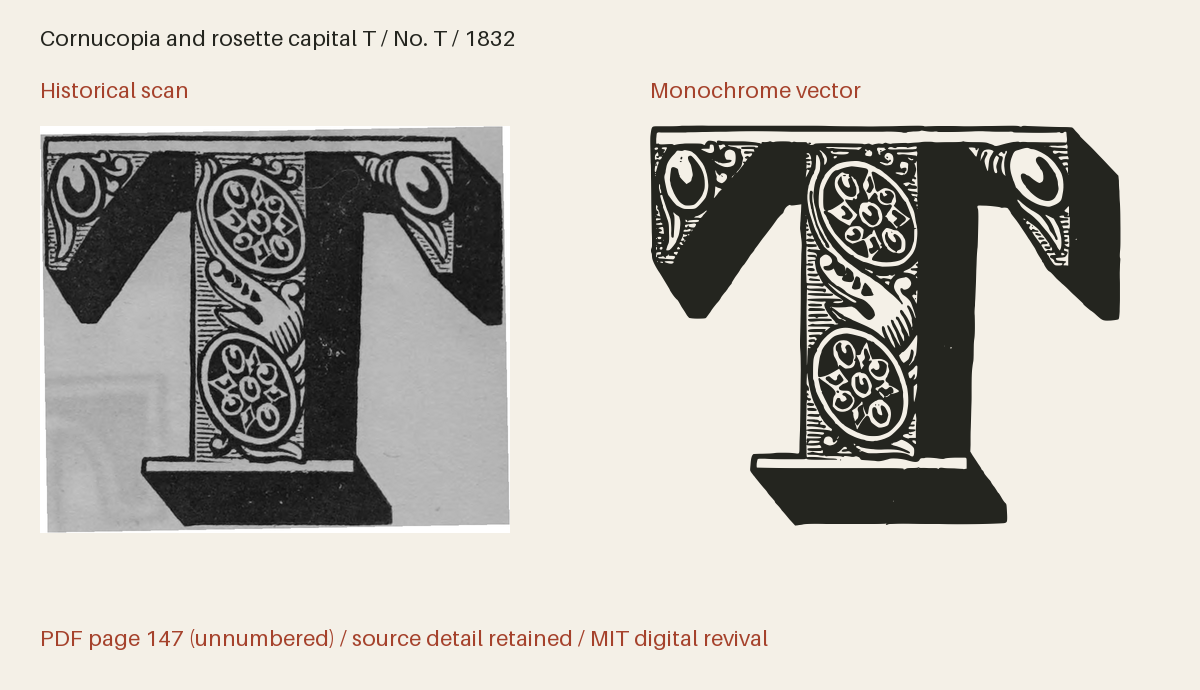 Cornucopia and rosette capital T / No. T / 1832
Historical scan
Monochrome vector
T
T
PDF page 147 (unnumbered) / source detail retained / MIT digital revival